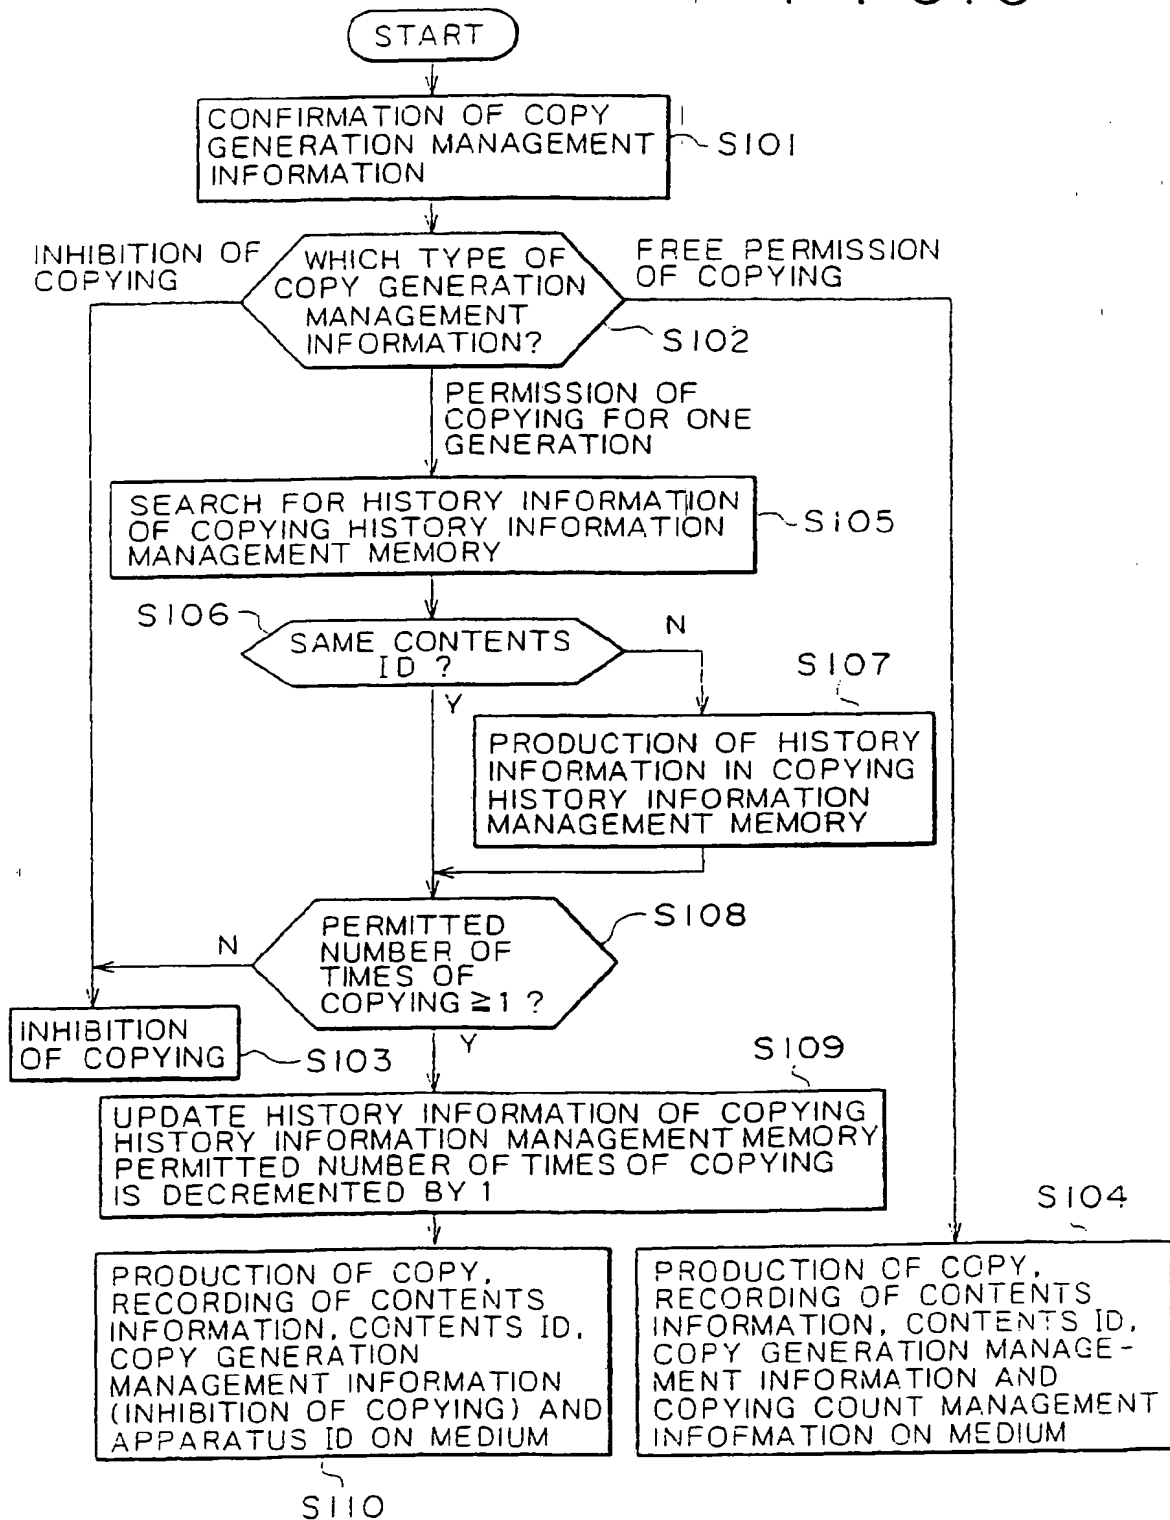 START
CONFIRMATION OF COPY
GENERATION MANAGEMENT
INFORMATION
S101
INHIBITION OF
COPYING
WHICH TYPE OF
COPY GENERATION
MANAGEMENT
INFORMATION?
FREE PERMISSION
OF COPYING
S102
PERMISSION OF
COPYING FOR ONE
GENERATION
SEARCH FOR HISTORY INFORMATION
OF COPYING HISTORY INFORMATION
MANAGEMENT MEMORY
S105
S106
SAME CONTENTS
ID ?
N
Y
S107
PRODUCTION OF HISTORY
INFORMATION IN COPYING
HISTORY INFORMATION
MANAGEMENT MEMORY
PERMITTED
NUMBER OF
TIMES OF
COPYING ≧ 1 ?
S108
N
Y
INHIBITION
OF COPYING
S103
S109
UPDATE HISTORY INFORMATION OF COPYING
HISTORY INFORMATION MANAGEMENT MEMORY
PERMITTED NUMBER OF TIMES OF COPYING
IS DECREMENTED BY 1
S104
PRODUCTION OF COPY,
RECORDING OF CONTENTS
INFORMATION, CONTENTS ID,
COPY GENERATION
MANAGEMENT INFORMATION
(INHIBITION OF COPYING) AND
APPARATUS ID ON MEDIUM
S110
PRODUCTION OF COPY,
RECORDING OF CONTENTS
INFORMATION, CONTENTS ID,
COPY GENERATION MANAGE-
MENT INFORMATION AND
COPYING COUNT MANAGEMENT
INFOFMATION ON MEDIUM